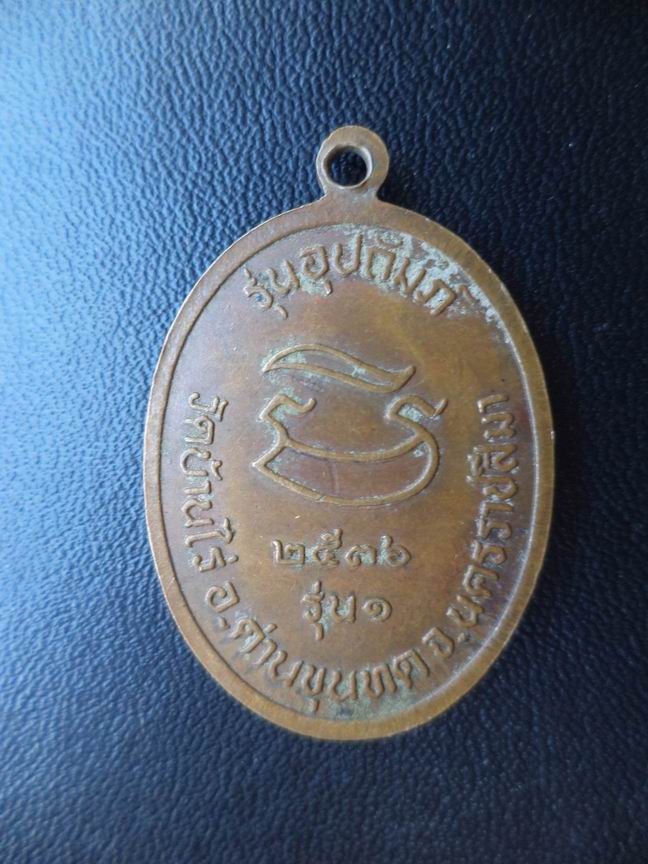 รุ่นอุปถัมภ์
๒๕๓๖
รุ่น๑
วัดบ้านไร่ อ.ด่านขุนทด จ.นครราชสีมา